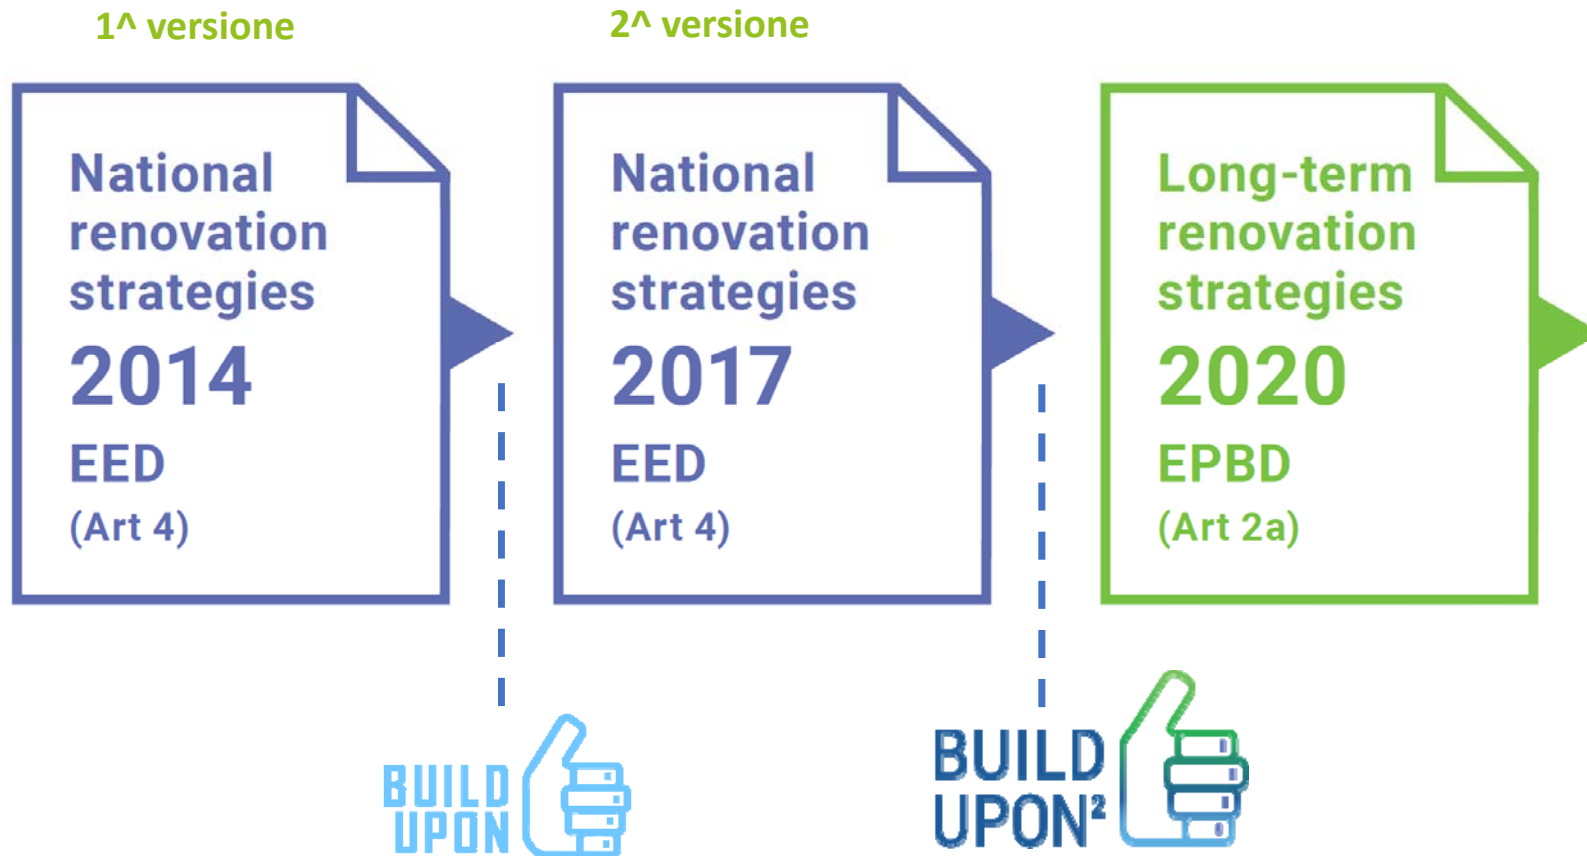 1^ versione
2^ versione
National
renovation
strategies
2014
EED
(Art 4)
National
renovation
strategies
2017
EED
(Art 4)
Long-term
renovation
strategies
2020
EPBD
(Art 2a)
BUILD
UPON
BUILD
UPON²